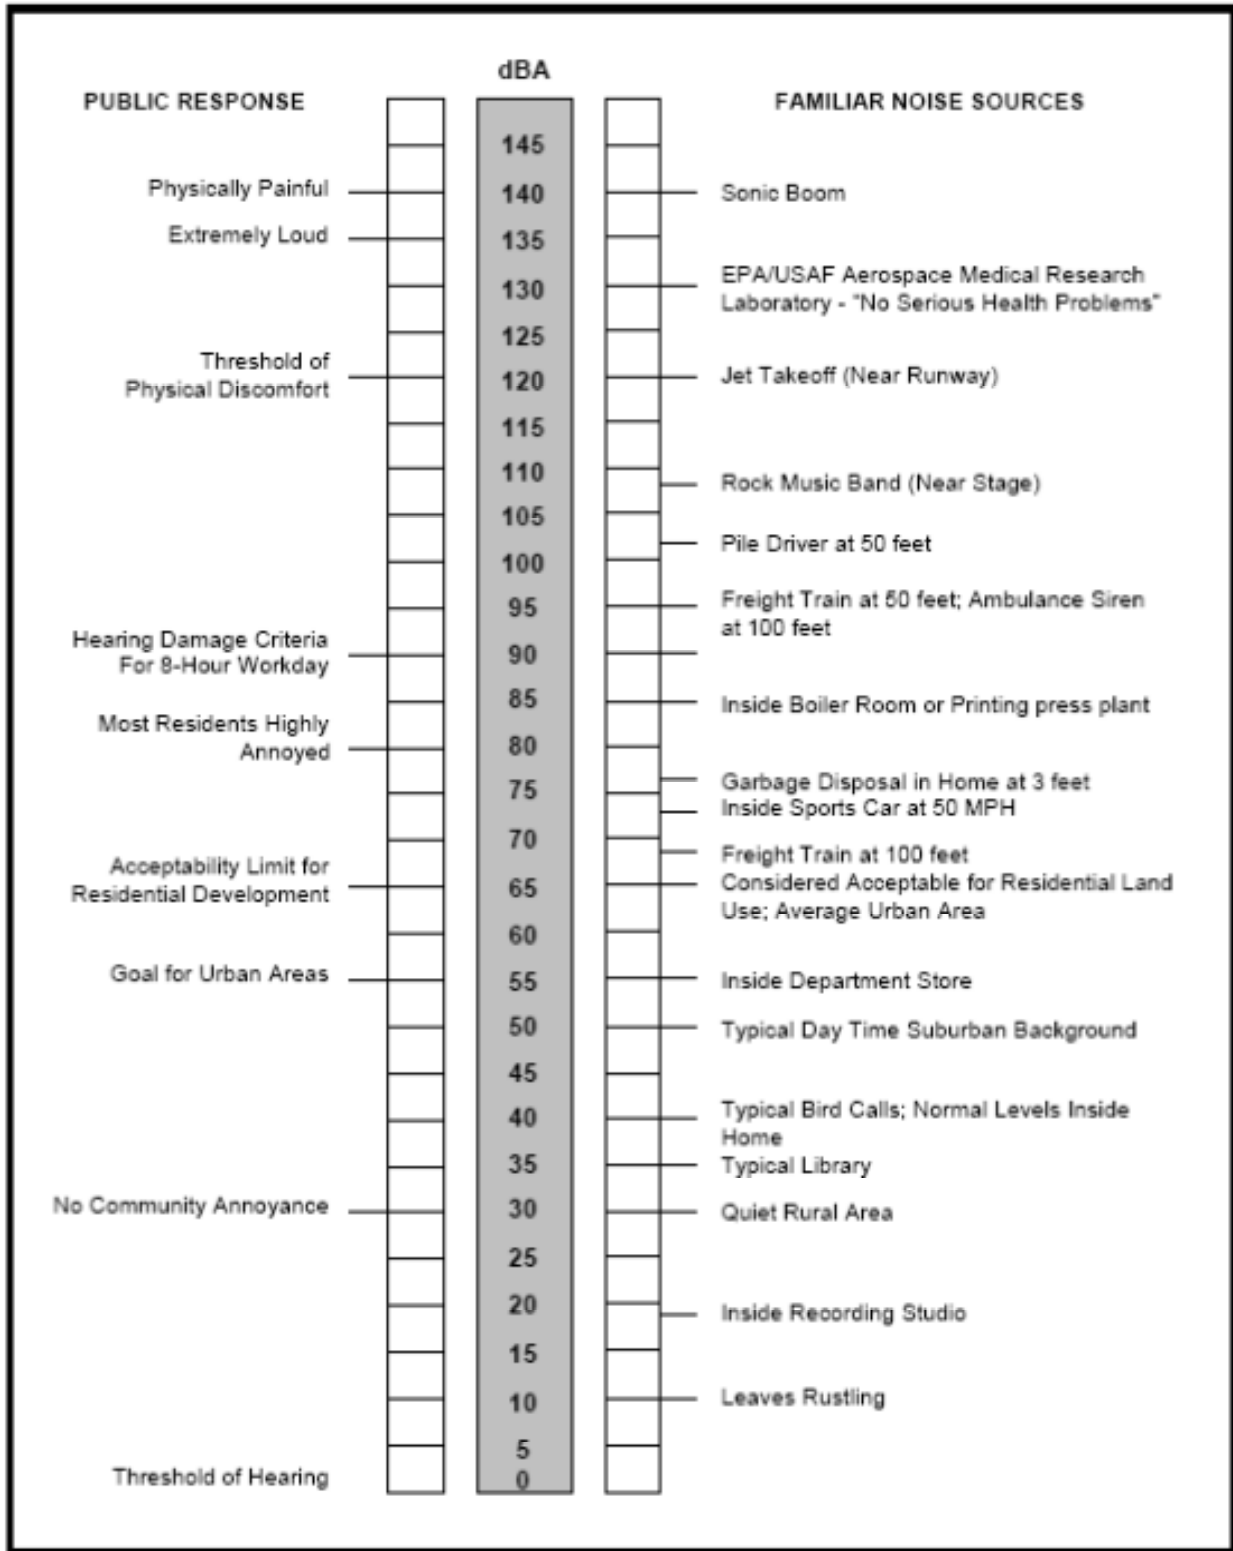 dBA
PUBLIC RESPONSE
FAMILIAR NOISE SOURCES
145
Physically Painful
140
Sonic Boom
Extremely Loud
135
EPA/USAF Aerospace Medical Research
130
Laboratory - "No Serious Health Problems"
125
Threshold of
Physical Discomfort
120
Jet Takeoff (Near Runway)
115
110
Rock Music Band (Near Stage)
105
Pile Driver at 50 feet
100
95
Freight Train at 50 feet; Ambulance Siren
at 100 feet
Hearing Damage Criteria
For 8-Hour Workday
90
85
Inside Boiler Room or Printing press plant
Most Residents Highly
Annoyed
80
Garbage Disposal in Home at 3 feet
75
Inside Sports Car at 50 MPH
70
Freight Train at 100 feet
Acceptability Limit for
Residential Development
65
Considered Acceptable for Residential Land
Use; Average Urban Area
60
Goal for Urban Areas
55
Inside Department Store
50
Typical Day Time Suburban Background
45
40
Typical Bird Calls; Normal Levels Inside
Home
35
Typical Library
No Community Annoyance
30
Quiet Rural Area
25
20
Inside Recording Studio
15
10
Leaves Rustling
5
Threshold of Hearing
0